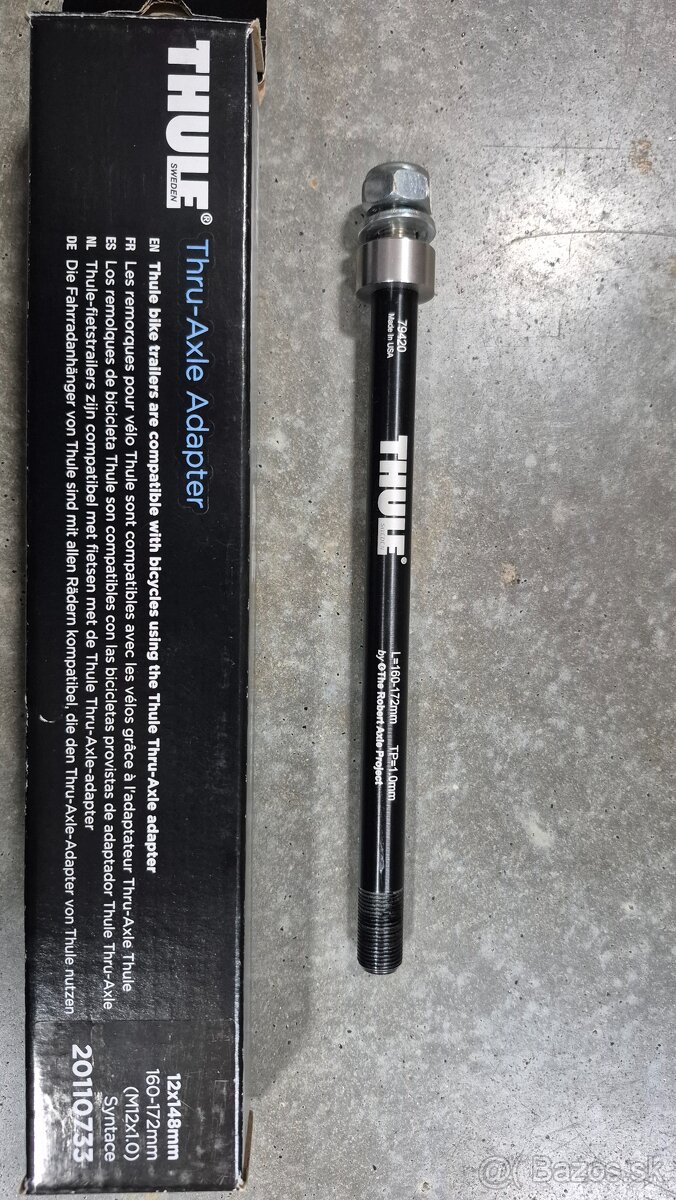 THULE®
SWEDEN
Thru-Axle Adapter
EN Thule bike trailers are compatible with bicycles using the Thule Thru-Axle adapter
FR Les remorques pour vélo Thule sont compatibles avec les vélos grâce à l'adaptateur Thru-Axle Thule
ES Los remolques de bicicleta Thule son compatibles con las bicicletas provistas de adaptador Thule Thru-Axle
NL Thule-fietstrailers zijn compatibel met fietsen met de Thule Thru-Axle-adapter
DE Die Fahrradanhänger von Thule sind mit allen Rädern kompatibel, die den Thru-Axle-Adapter von Thule nutzen
12x148mm
160-172mm
(M12x1.0)
Syntace
20110733
79420
Made in USA
THULE
SWEDEN
L=160-172mm TP=1.0mm
by ©The Robert Axle Project
Bazos.sk